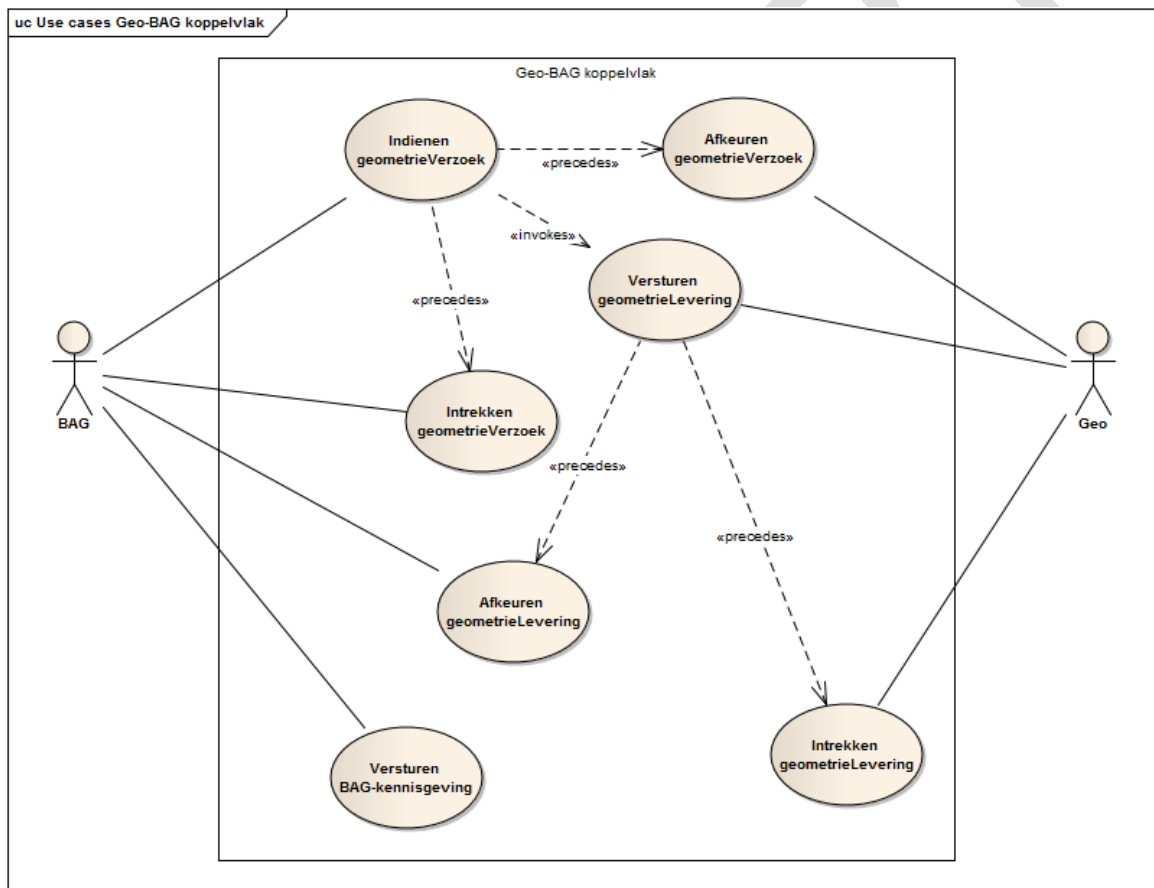 uc Use cases Geo-BAG koppelvlak
Geo-BAG koppelvlak
Indienen
geometrieVerzoek
Afkeuren
geometrieVerzoek
«precedes»
«invokes»
Versturen
geometrieLevering
«precedes»
BAG
Geo
Intrekken
geometrieVerzoek
«precedes»
«precedes»
Afkeuren
geometrieLevering
Versturen
BAG-kennisgeving
Intrekken
geometrieLevering